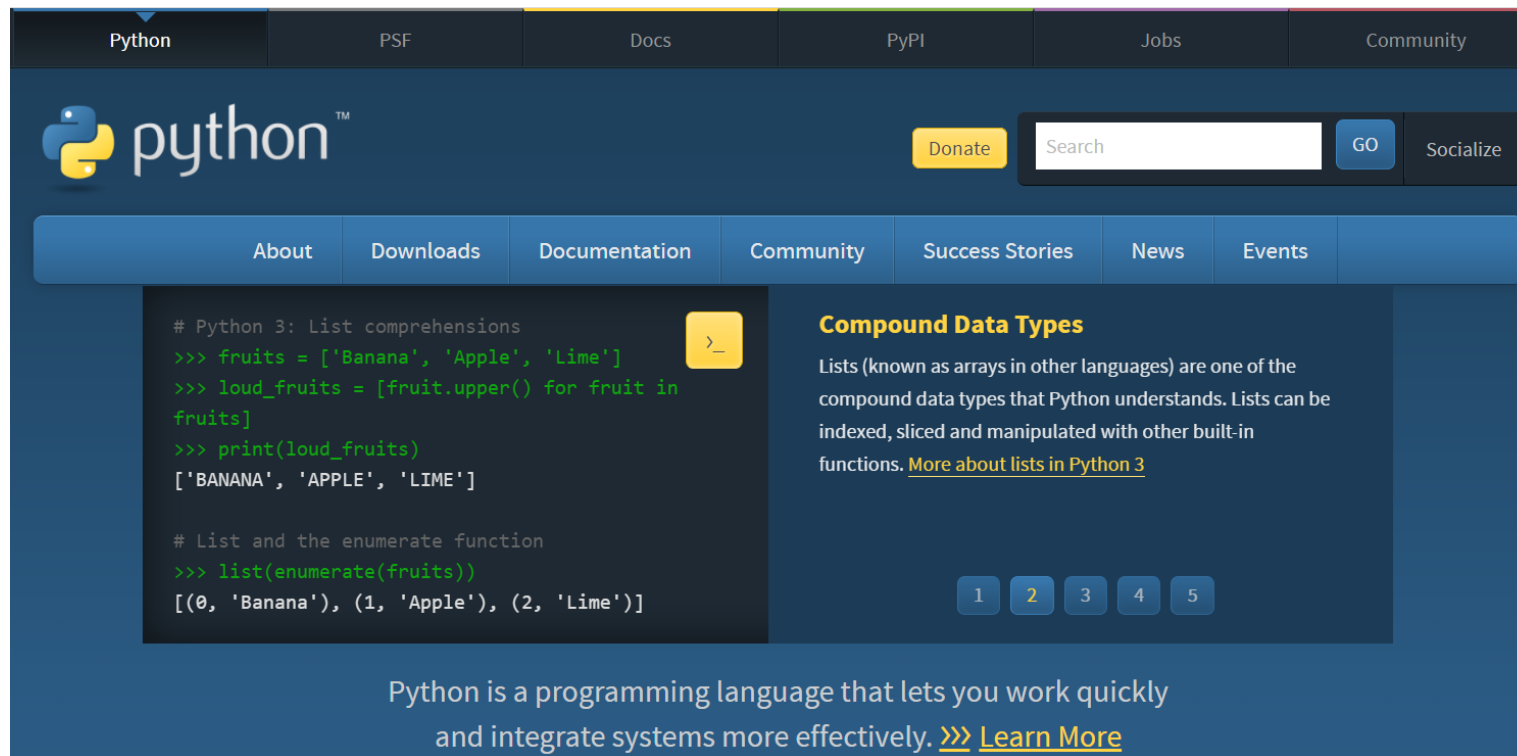 Python PSF Docs PyPI Jobs Community
python™
Donate Search GO Socialize
About Downloads Documentation Community Success Stories News Events
# Python 3: List comprehensions
>>> fruits = ['Banana', 'Apple', 'Lime']
>>> loud_fruits = [fruit.upper() for fruit in
fruits]
>>> print(loud_fruits)
['BANANA', 'APPLE', 'LIME']
# List and the enumerate function
>>> list(enumerate(fruits))
[(0, 'Banana'), (1, 'Apple'), (2, 'Lime')]
>_
Compound Data Types
Lists (known as arrays in other languages) are one of the
compound data types that Python understands. Lists can be
indexed, sliced and manipulated with other built-in
functions. More about lists in Python 3
1 2 3 4 5
Python is a programming language that lets you work quickly
and integrate systems more effectively. >>> Learn More